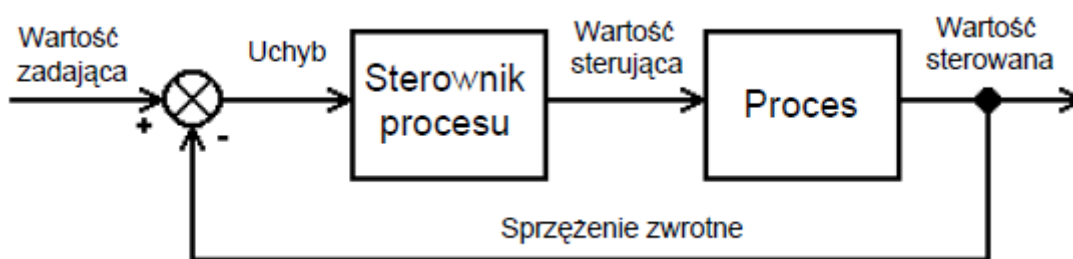 Wartość
zadająca
Uchyb
Sterownik
procesu
Wartość
sterująca
Proces
Wartość
sterowana
+
-
Sprzężenie zwrotne